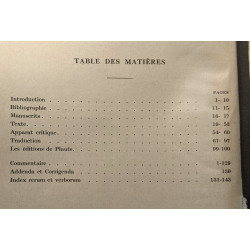 TABLE DES MATIÈRES
PAGES
Introduction . . . 1- 10
Bibliographie . . . 11- 15
Manuscrits . . . 16- 17
Texte . . . 18- 53
Apparat critique . . . 54- 60
Traduction . . . 61- 97
Les éditions de Plaute . . . 99-100
Commentaire . . . 1-129
Addenda et Corrigenda . . . 130
Index rerum et verborum . . . 131-143